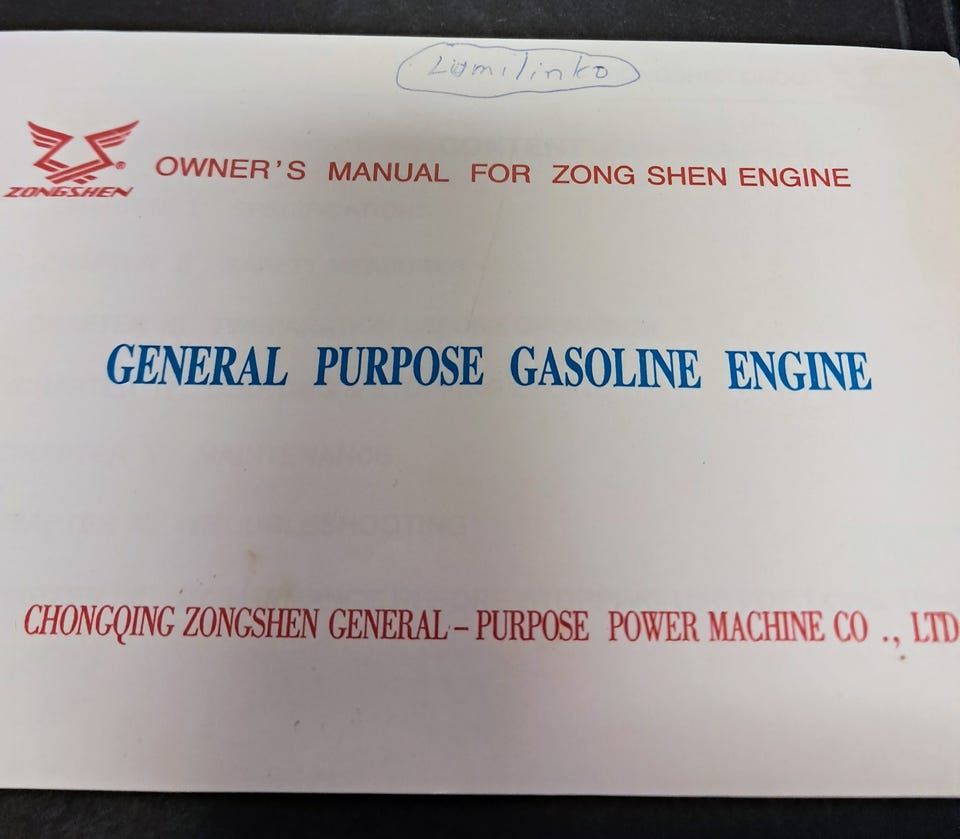 Lumilinko
ZONGSHEN®
OWNER'S MANUAL FOR ZONG SHEN ENGINE
GENERAL PURPOSE GASOLINE ENGINE
CHONGQING ZONGSHEN GENERAL-PURPOSE POWER MACHINE CO ., LTD